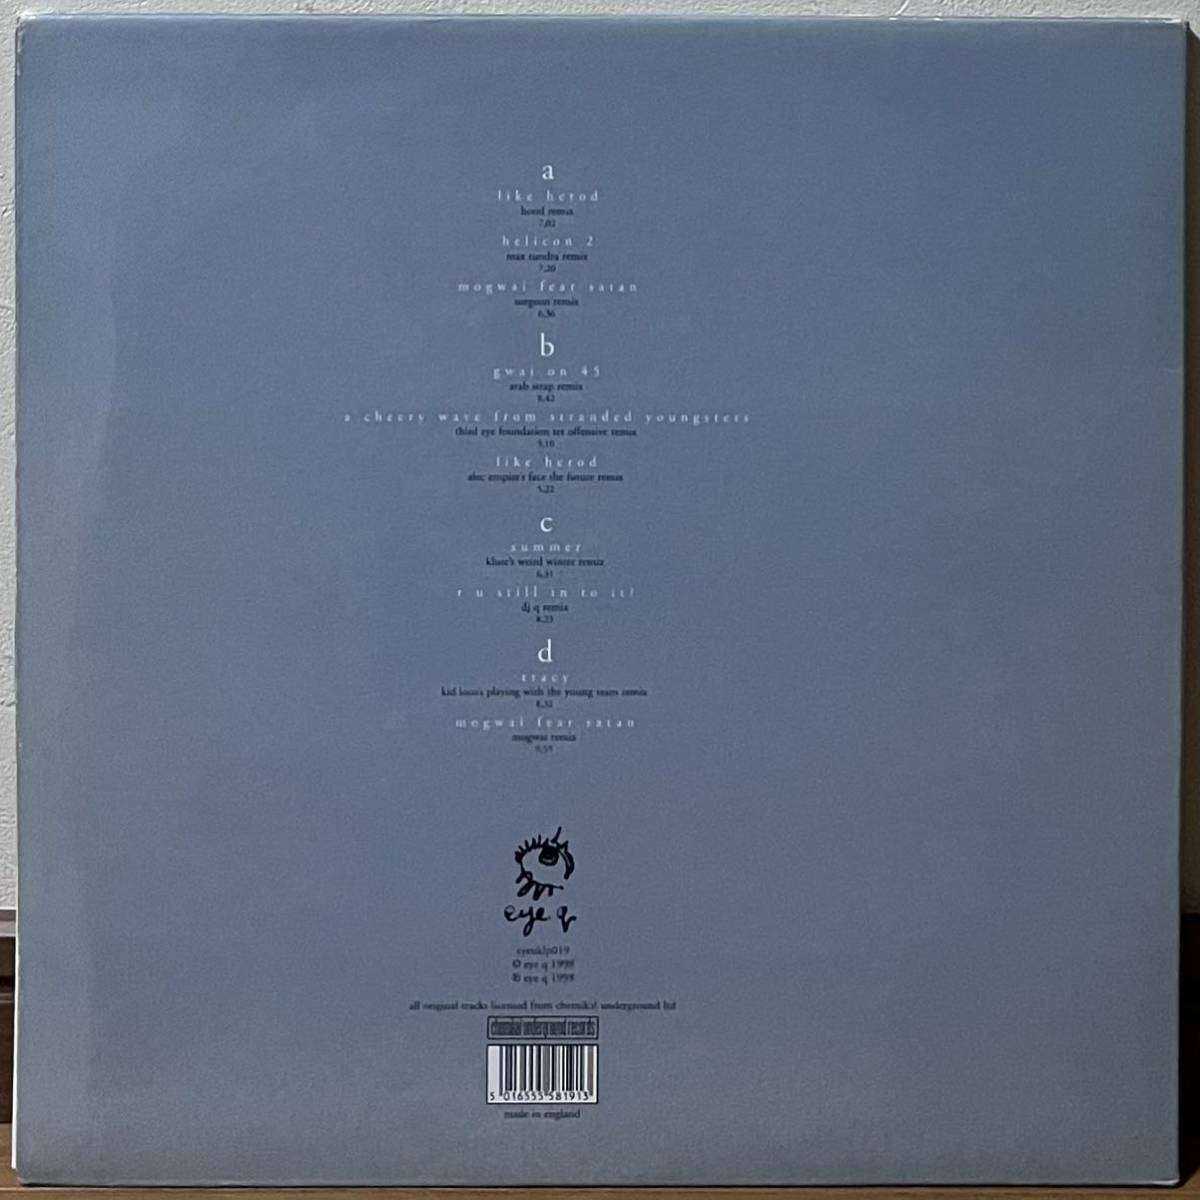 a
like herod
hood remix
7.02
helicon 2
max tundra remix
7.20
mogwai fear satan
surgeon remix
6.36
b
gwai on 45
arab strap remix
8.42
a cheery wave from stranded youngsters
third eye foundation tet offensive remix
5.10
like herod
alec empire's face the future remix
5.22
c
summer
klute's weird winter remix
6.31
r u still in to it?
dj q remix
8.23
d
tracy
kid loco's playing with the young team remix
mogwai fear satan
mogwai remix
eye q
eyeuklp019
© eye q 1998
℗ eye q 1998
all original tracks licensed from chemikal underground ltd
chemikal underground records
5 016555 581913
made in england